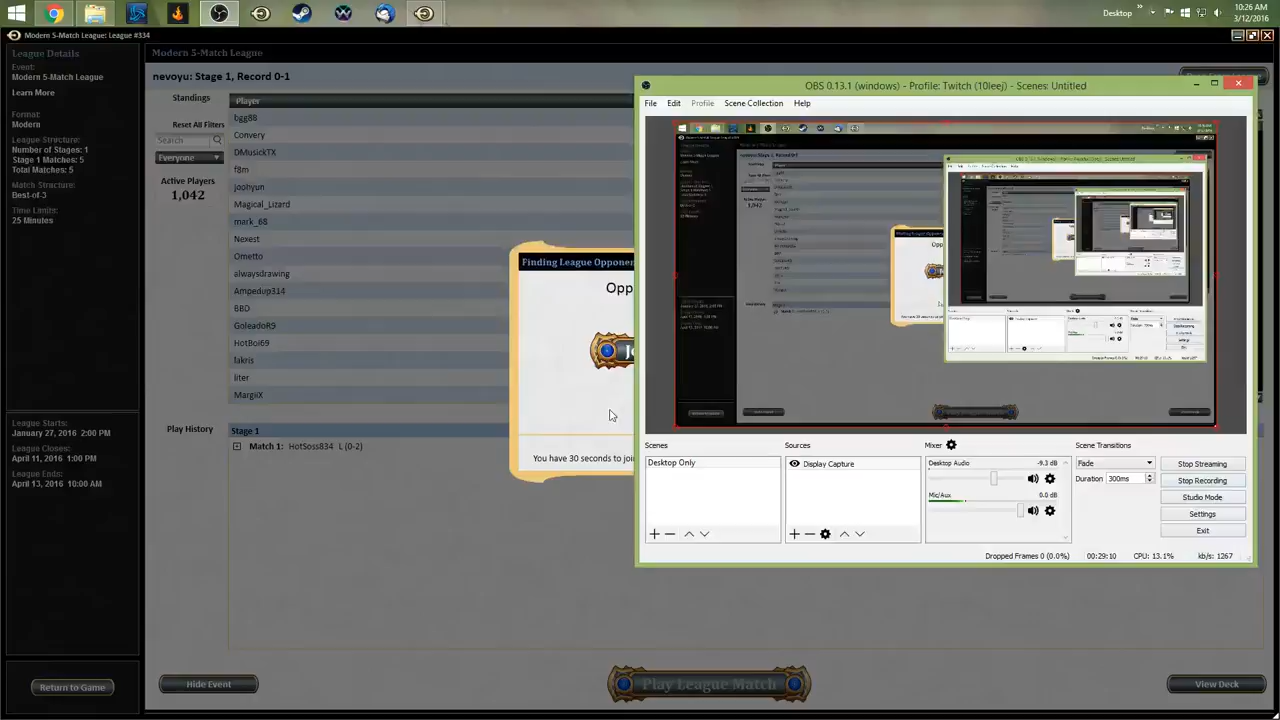 Desktop
10:26 AM
3/12/2016
Modern 5-Match League: League #334
League Details
Event:
Modern 5-Match League
Learn More
Format:
Modern
League Structure:
Number of Stages: 1
Stage 1 Matches: 5
Total Matches: 5
Match Structure:
Best-of-3
Time Limits:
25 Minutes
League Starts:
January 27, 2016 2:00 PM
League Closes:
April 11, 2016 1:00 PM
League Ends:
April 13, 2016 10:00 AM
Return to Game
Modern 5-Match League
nevoyu: Stage 1, Record 0-1
Standings
Reset All Filters
Search
Everyone
Active Players
1,042
Player
bgg88
Convery
DMusickTX
f8m
joohyun
Magical_Lizard
mark_68
Nexest
Ometto
alwaysdrawing
Ampedup314
BBD
GoleadoR9
HotBoi69
lakris
liter
MargiiX
Play History
Stage 1
Match 1: HotSoss834 L (0-2)
Finding League Opponen
Opp
You have 30 seconds to joi
Hide Event
Play League Match
View Deck
OBS 0.13.1 (windows) - Profile: Twitch (10leej) - Scenes: Untitled
File Edit Profile Scene Collection Help
Scenes
Desktop Only
Sources
Display Capture
Mixer
Desktop Audio -9.3 dB
Mic/Aux 0.0 dB
Scene Transitions
Fade
Duration 300ms
Stop Streaming
Stop Recording
Studio Mode
Settings
Exit
Dropped Frames 0 (0.0%) 00:29:10 CPU: 13.1% kb/s: 1267